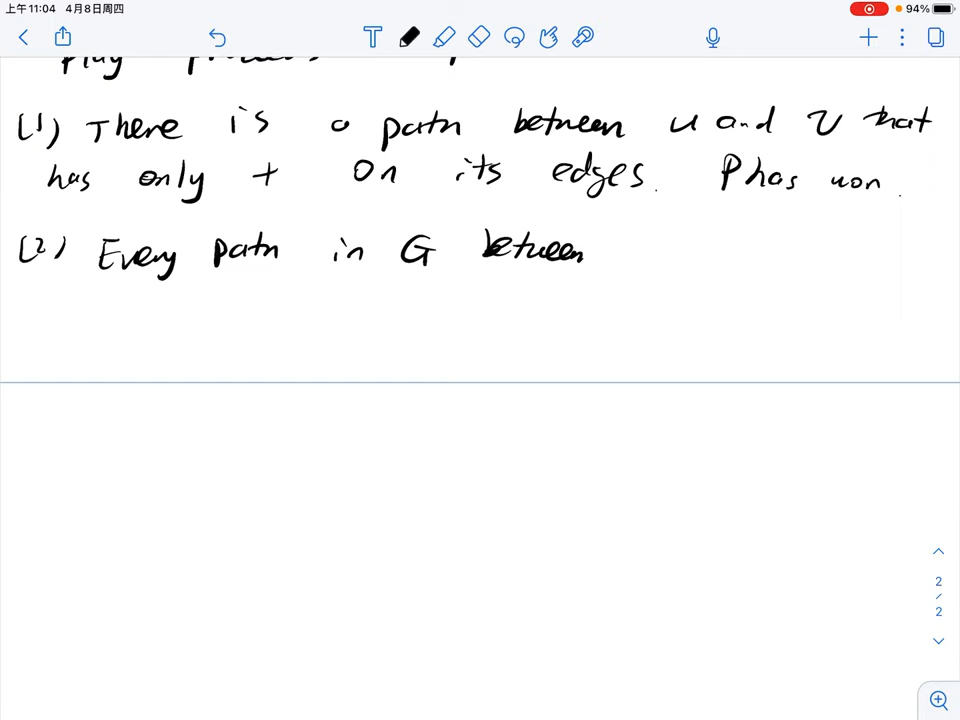 上午11:04 4月8日周四
94%
T
(1) There is a path between u and v that
has only + on its edges. P has won.
(2) Every path in G between
2
2